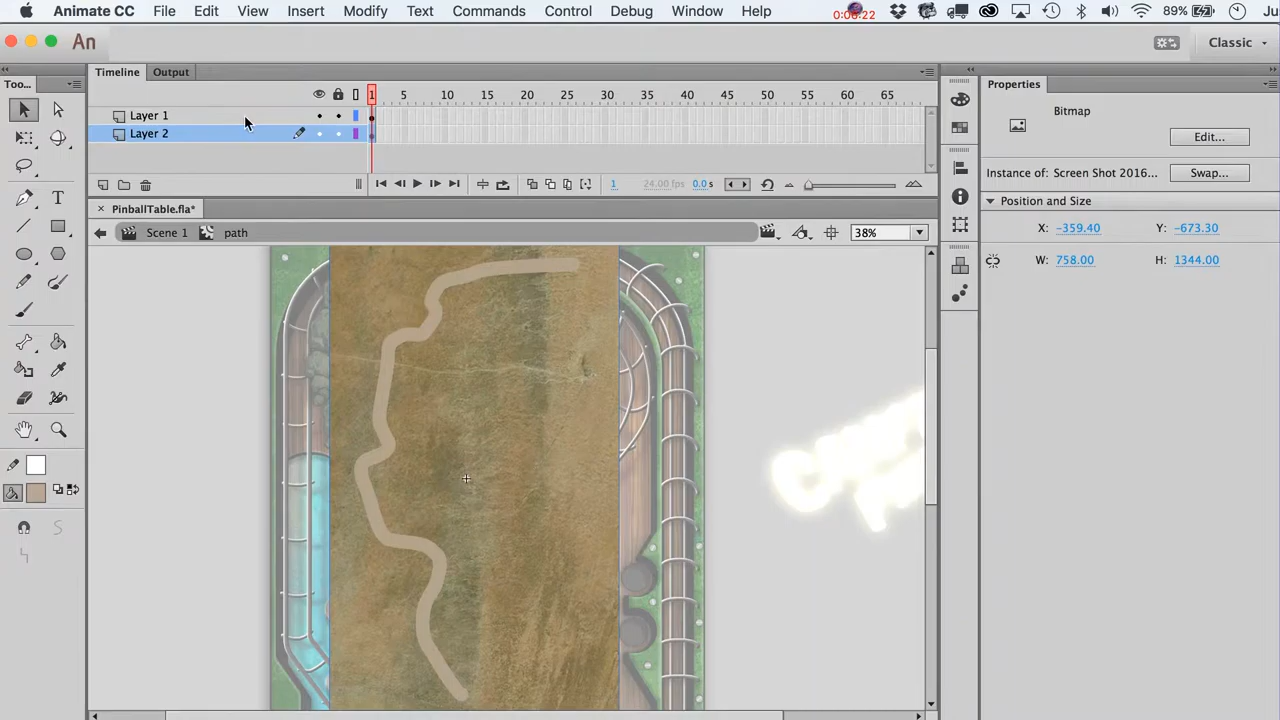 Animate CC File Edit View Insert Modify Text Commands Control Debug Window Help 0:06:22 89% Ju
An Classic
Timeline Output
Too... Properties
1 5 10 15 20 25 30 35 40 45 50 55 60 65
Bitmap
Layer 1
Layer 2
Edit...
Instance of: Screen Shot 2016... Swap...
1 24.00 fps 0.0 s
Position and Size
PinballTable.fla*
X: -359.40 Y: -673.30
Scene 1 path 38%
W: 758.00 H: 1344.00
T